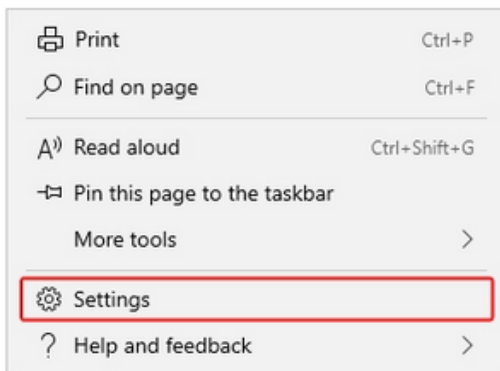 Print Ctrl+P
Find on page Ctrl+F
Read aloud Ctrl+Shift+G
Pin this page to the taskbar
More tools
Settings
Help and feedback